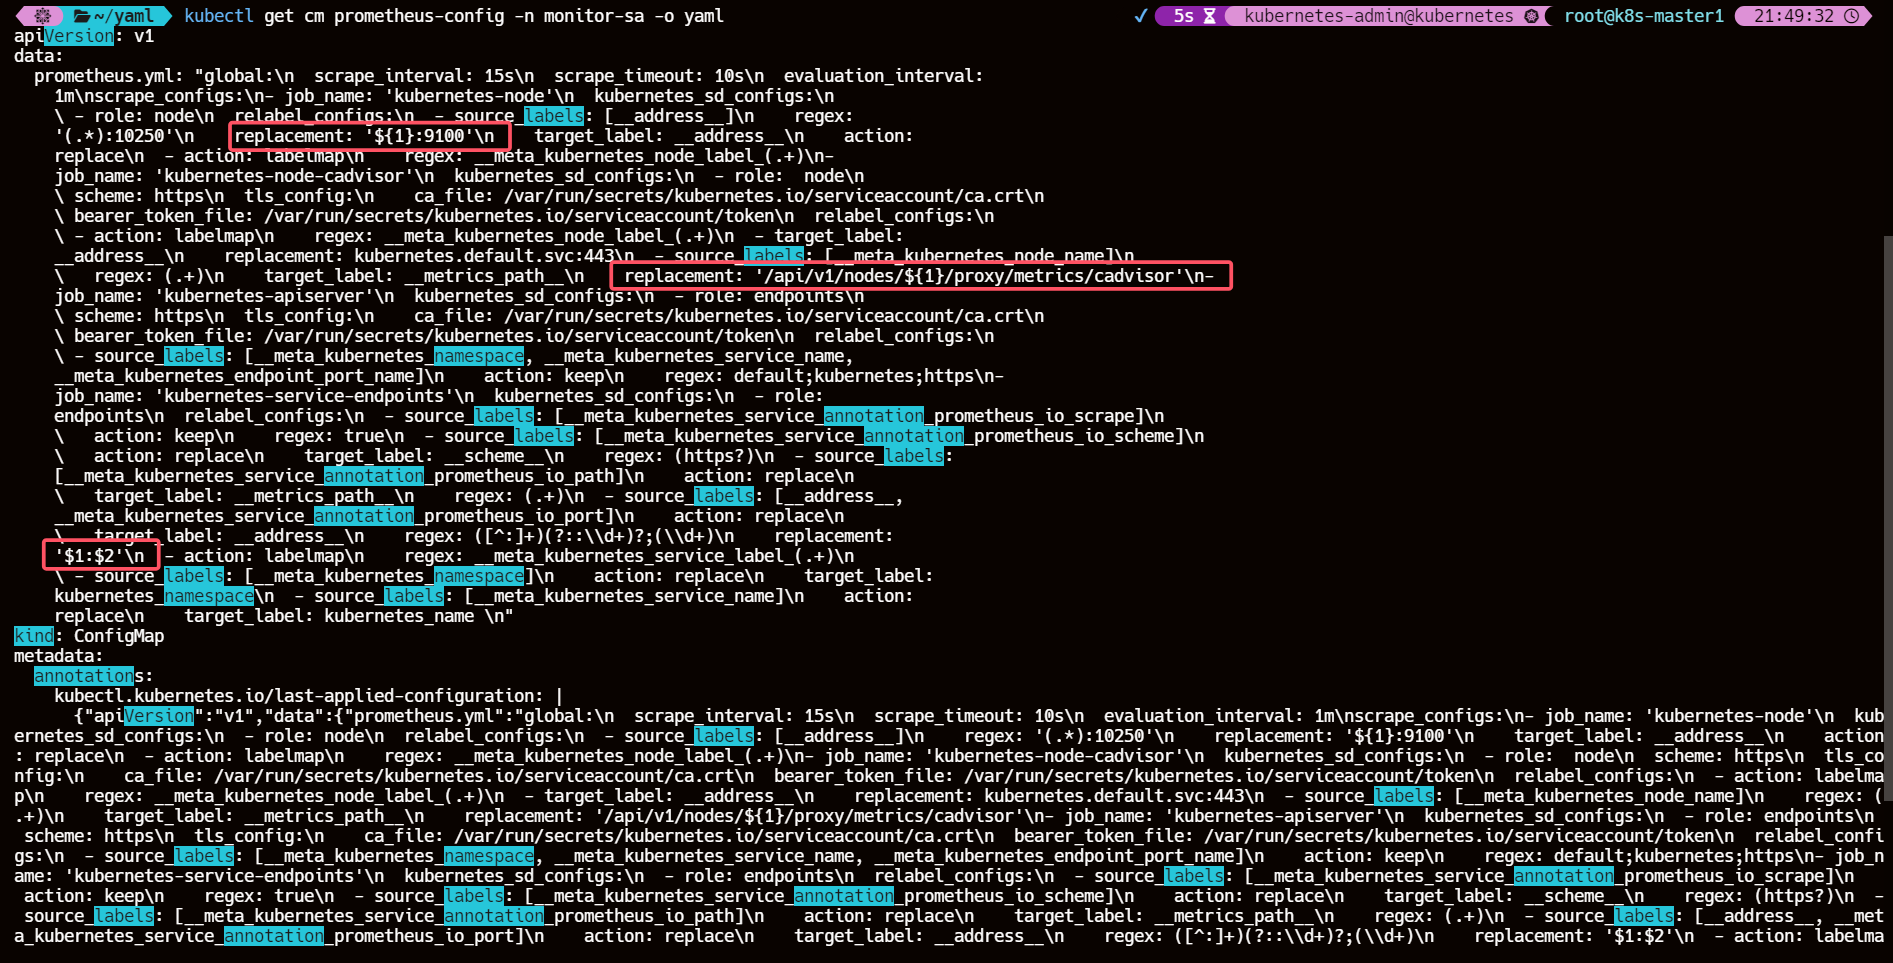 ~/yaml kubectl get cm prometheus-config -n monitor-sa -o yaml ✓ 5s kubernetes-admin@kubernetes root@k8s-master1 21:49:32
apiVersion: v1
data:
  prometheus.yml: "global:\n  scrape_interval: 15s\n  scrape_timeout: 10s\n  evaluation_interval:
    1m\nscrape_configs:\n- job_name: 'kubernetes-node'\n  kubernetes_sd_configs:\n
    \ - role: node\n  relabel_configs:\n  - source_labels: [__address__]\n    regex:
    '(.*):10250'\n    replacement: '${1}:9100'\n    target_label: __address__\n    action:
    replace\n  - action: labelmap\n    regex: __meta_kubernetes_node_label_(.+)\n-
    job_name: 'kubernetes-node-cadvisor'\n  kubernetes_sd_configs:\n  - role:  node\n
    \ scheme: https\n  tls_config:\n    ca_file: /var/run/secrets/kubernetes.io/serviceaccount/ca.crt\n
    \ bearer_token_file: /var/run/secrets/kubernetes.io/serviceaccount/token\n  relabel_configs:\n
    \ - action: labelmap\n    regex: __meta_kubernetes_node_label_(.+)\n  - target_label:
    __address__\n    replacement: kubernetes.default.svc:443\n  - source_labels: [__meta_kubernetes_node_name]\n
    \   regex: (.+)\n    target_label: __metrics_path__\n    replacement: '/api/v1/nodes/${1}/proxy/metrics/cadvisor'\n-
    job_name: 'kubernetes-apiserver'\n  kubernetes_sd_configs:\n  - role: endpoints\n
    \ scheme: https\n  tls_config:\n    ca_file: /var/run/secrets/kubernetes.io/serviceaccount/ca.crt\n
    \ bearer_token_file: /var/run/secrets/kubernetes.io/serviceaccount/token\n  relabel_configs:\n
    \ - source_labels: [__meta_kubernetes_namespace, __meta_kubernetes_service_name,
    __meta_kubernetes_endpoint_port_name]\n    action: keep\n    regex: default;kubernetes;https\n-
    job_name: 'kubernetes-service-endpoints'\n  kubernetes_sd_configs:\n  - role:
    endpoints\n  relabel_configs:\n  - source_labels: [__meta_kubernetes_service_annotation_prometheus_io_scrape]\n
    \   action: keep\n    regex: true\n  - source_labels: [__meta_kubernetes_service_annotation_prometheus_io_scheme]\n
    \   action: replace\n    target_label: __scheme__\n    regex: (https?)\n  - source_labels:
    [__meta_kubernetes_service_annotation_prometheus_io_path]\n    action: replace\n
    \   target_label: __metrics_path__\n    regex: (.+)\n  - source_labels: [__address__,
    __meta_kubernetes_service_annotation_prometheus_io_port]\n    action: replace\n
    \   target_label: __address__\n    regex: ([^:]+)(?::\\d+)?;(\\d+)\n    replacement:
    '$1:$2'\n  - action: labelmap\n    regex: __meta_kubernetes_service_label_(.+)\n
    \ - source_labels: [__meta_kubernetes_namespace]\n    action: replace\n    target_label:
    kubernetes_namespace\n  - source_labels: [__meta_kubernetes_service_name]\n    action:
    replace\n    target_label: kubernetes_name \n"
kind: ConfigMap
metadata:
  annotations:
    kubectl.kubernetes.io/last-applied-configuration: |
      {"apiVersion":"v1","data":{"prometheus.yml":"global:\n  scrape_interval: 15s\n  scrape_timeout: 10s\n  evaluation_interval: 1m\nscrape_configs:\n- job_name: 'kubernetes-node'\n  kub
ernetes_sd_configs:\n  - role: node\n  relabel_configs:\n  - source_labels: [__address__]\n    regex: '(.*):10250'\n    replacement: '${1}:9100'\n    target_label: __address__\n    action
: replace\n  - action: labelmap\n    regex: __meta_kubernetes_node_label_(.+)\n- job_name: 'kubernetes-node-cadvisor'\n  kubernetes_sd_configs:\n  - role:  node\n  scheme: https\n  tls_co
nfig:\n    ca_file: /var/run/secrets/kubernetes.io/serviceaccount/ca.crt\n  bearer_token_file: /var/run/secrets/kubernetes.io/serviceaccount/token\n  relabel_configs:\n  - action: labelma
p\n    regex: __meta_kubernetes_node_label_(.+)\n  - target_label: __address__\n    replacement: kubernetes.default.svc:443\n  - source_labels: [__meta_kubernetes_node_name]\n    regex: (
.+)\n    target_label: __metrics_path__\n    replacement: '/api/v1/nodes/${1}/proxy/metrics/cadvisor'\n- job_name: 'kubernetes-apiserver'\n  kubernetes_sd_configs:\n  - role: endpoints\n
 scheme: https\n  tls_config:\n    ca_file: /var/run/secrets/kubernetes.io/serviceaccount/ca.crt\n  bearer_token_file: /var/run/secrets/kubernetes.io/serviceaccount/token\n  relabel_confi
gs:\n  - source_labels: [__meta_kubernetes_namespace, __meta_kubernetes_service_name, __meta_kubernetes_endpoint_port_name]\n    action: keep\n    regex: default;kubernetes;https\n- job_n
ame: 'kubernetes-service-endpoints'\n  kubernetes_sd_configs:\n  - role: endpoints\n  relabel_configs:\n  - source_labels: [__meta_kubernetes_service_annotation_prometheus_io_scrape]\n
 action: keep\n    regex: true\n  - source_labels: [__meta_kubernetes_service_annotation_prometheus_io_scheme]\n    action: replace\n    target_label: __scheme__\n    regex: (https?)\n  -
 source_labels: [__meta_kubernetes_service_annotation_prometheus_io_path]\n    action: replace\n    target_label: __metrics_path__\n    regex: (.+)\n  - source_labels: [__address__, __met
a_kubernetes_service_annotation_prometheus_io_port]\n    action: replace\n    target_label: __address__\n    regex: ([^:]+)(?::\\d+)?;(\\d+)\n    replacement: '$1:$2'\n  - action: labelma